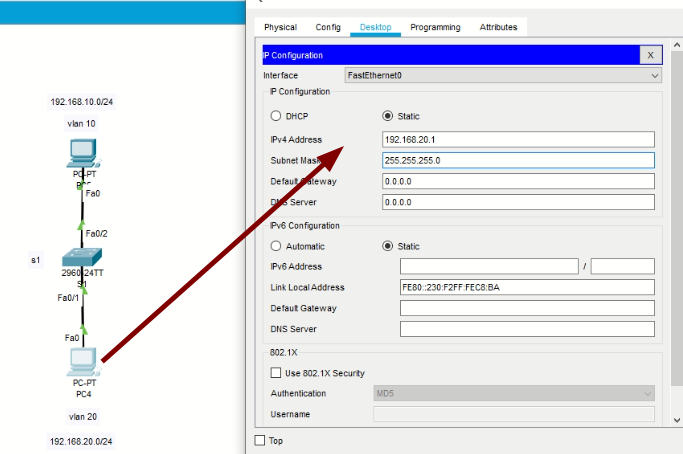 192.168.10.0/24
vlan 10
PC-PT
Fa0
Fa0/2
s1
2960-24TT
S1
Fa0/1
Fa0
PC-PT
PC4
vlan 20
192.168.20.0/24
Physical Config Desktop Programming Attributes
IP Configuration X
Interface FastEthernet0
IP Configuration
DHCP Static
IPv4 Address 192.168.20.1
Subnet Mask 255.255.255.0
Default Gateway 0.0.0.0
DNS Server 0.0.0.0
IPv6 Configuration
Automatic Static
IPv6 Address /
Link Local Address FE80::230:F2FF:FEC8:BA
Default Gateway
DNS Server
802.1X
Use 802.1X Security
Authentication MD5
Username
Top